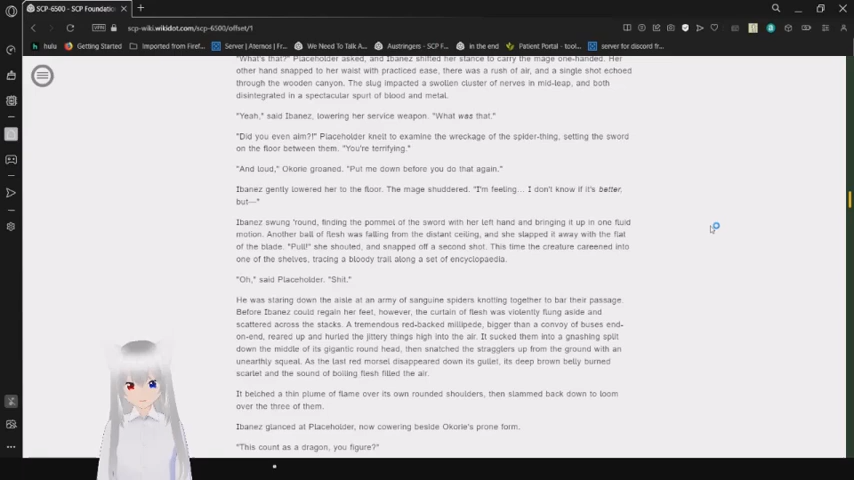 SCP-6500 - SCP Foundatio
scp-wiki.wikidot.com/scp-6500/offset/1
VPN
hulu
Getting Started
Imported from Firef...
Server | Aternos | Fr...
We Need To Talk A...
Austringers - SCP F...
in the end
Patient Portal - tool...
server for discord fr...
"What's that?" Placeholder asked, and Ibanez shifted her stance to carry the mage one-handed. Her
other hand snapped to her waist with practiced ease, there was a rush of air, and a single shot echoed
through the wooden canyon. The slug impacted a swollen cluster of nerves in mid-leap, and both
disintegrated in a spectacular spurt of blood and metal.
"Yeah," said Ibanez, lowering her service weapon. "What was that."
"Did you even aim?!" Placeholder knelt to examine the wreckage of the spider-thing, setting the sword
on the floor between them. "You're terrifying."
"And loud," Okorie groaned. "Put me down before you do that again."
Ibanez gently lowered her to the floor. The mage shuddered. "I'm feeling... I don't know if it's better,
but—"
Ibanez swung 'round, finding the pommel of the sword with her left hand and bringing it up in one fluid
motion. Another ball of flesh was falling from the distant ceiling, and she slapped it away with the flat
of the blade. "Pull!" she shouted, and snapped off a second shot. This time the creature careened into
one of the shelves, tracing a bloody trail along a set of encyclopaedia.
"Oh," said Placeholder. "Shit."
He was staring down the aisle at an army of sanguine spiders knotting together to bar their passage.
Before Ibanez could regain her feet, however, the curtain of flesh was violently flung aside and
scattered across the stacks. A tremendous red-backed millipede, bigger than a convoy of buses end-
on-end, reared up and hurled the jittery things high into the air. It sucked them into a gnashing split
down the middle of its gigantic round head, then snatched the stragglers up from the ground with an
unearthly squeal. As the last red morsel disappeared down its gullet, its deep brown belly burned
scarlet and the sound of boiling flesh filled the air.
It belched a thin plume of flame over its own rounded shoulders, then slammed back down to loom
over the three of them.
Ibanez glanced at Placeholder, now cowering beside Okorie's prone form.
"This count as a dragon, you figure?"